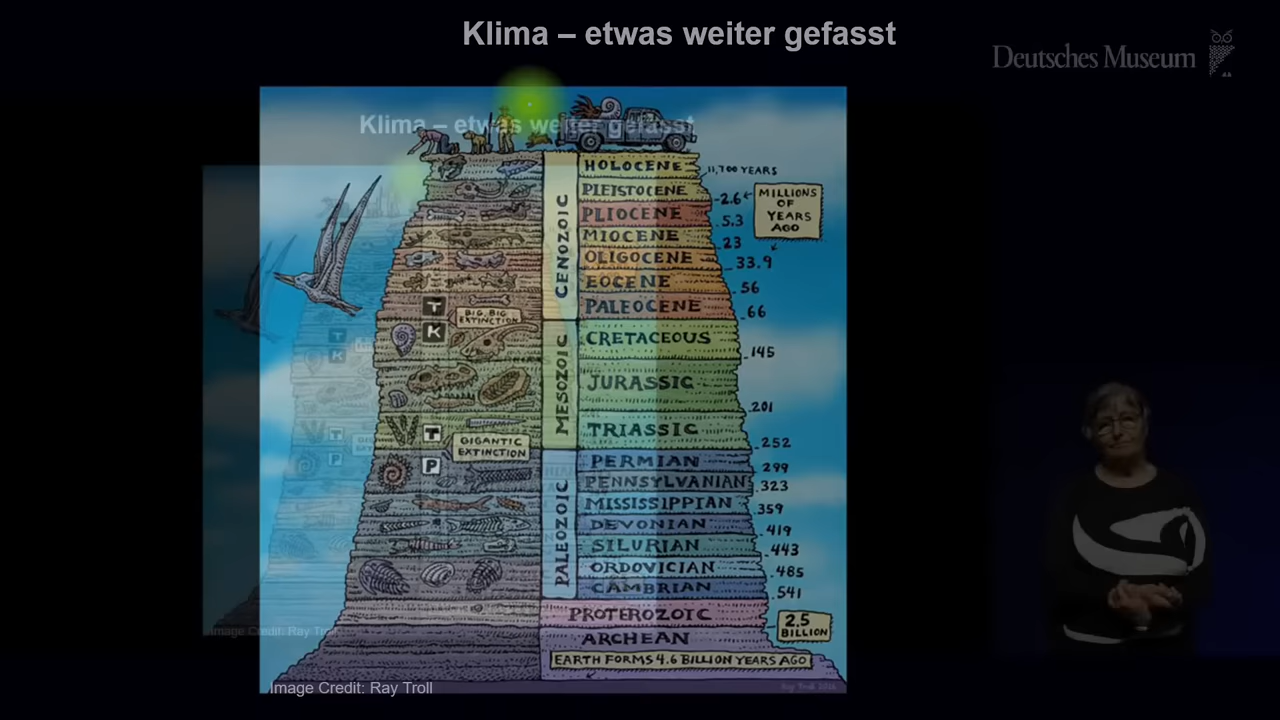 Klima – etwas weiter gefasst
Deutsches Museum
Klima – etwas weiter gefasst
HOLOCENE
11,700 YEARS
PLEISTOCENE
2.6
MILLIONS
OF
YEARS
AGO
PLIOCENE
5.3
MIOCENE
23
OLIGOCENE
33.9
EOCENE
56
PALEOCENE
66
CENOZOIC
T
K
BIG, BIG
EXTINCTION
CRETACEOUS
145
JURASSIC
201
TRIASSIC
252
MESOZOIC
T
P
GIGANTIC
EXTINCTION
PERMIAN
299
PENNSYLVANIAN
323
MISSISSIPPIAN
359
DEVONIAN
419
SILURIAN
443
ORDOVICIAN
485
CAMBRIAN
541
PALEOZOIC
PROTEROZOIC
2.5
BILLION
ARCHEAN
EARTH FORMS 4.6 BILLION YEARS AGO
T
K
T
P
Image Credit: Ray Troll
Image Credit: Ray Troll